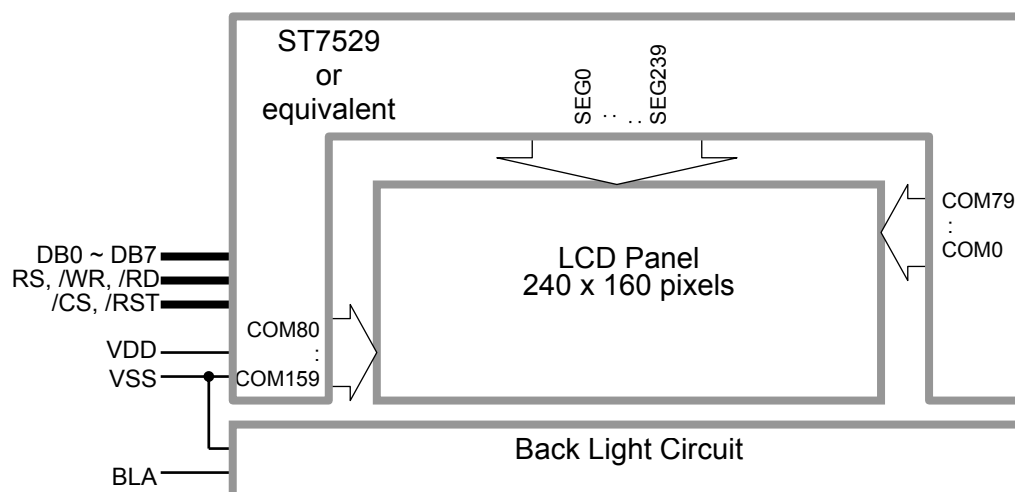 ST7529
or
equivalent
SEG0
.. ..
SEG239
COM79
:
COM0
LCD Panel
240 x 160 pixels
DB0 ~ DB7
RS, /WR, /RD
/CS, /RST
COM80
:
COM159
VDD
VSS
Back Light Circuit
BLA